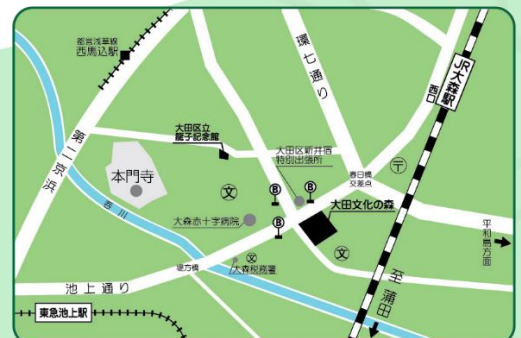 都営浅草線
西馬込駅
環七通り
JR大森駅
西口
第二京浜
大田区立
龍子記念館
大田区新井宿
特別出張所
春日橋
交差点
〒
本門寺
文
B
B
大田文化の森
呑川
大森赤十字病院
B
文
平和島方面
文
大森税務署
堤方橋
池上通り
至蒲田
東急池上駅